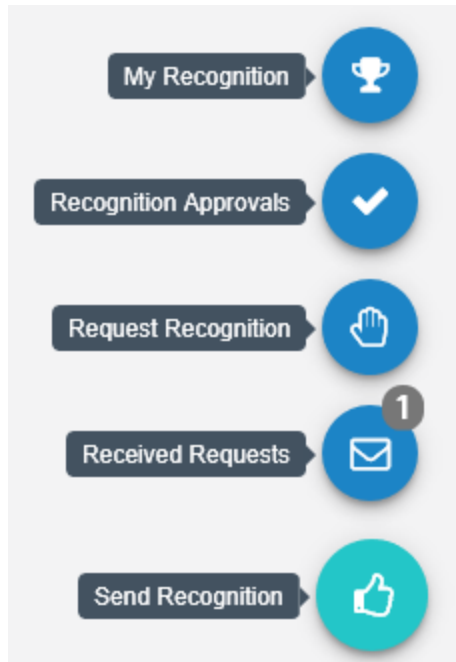 My Recognition
Recognition Approvals
Request Recognition
1
Received Requests
Send Recognition